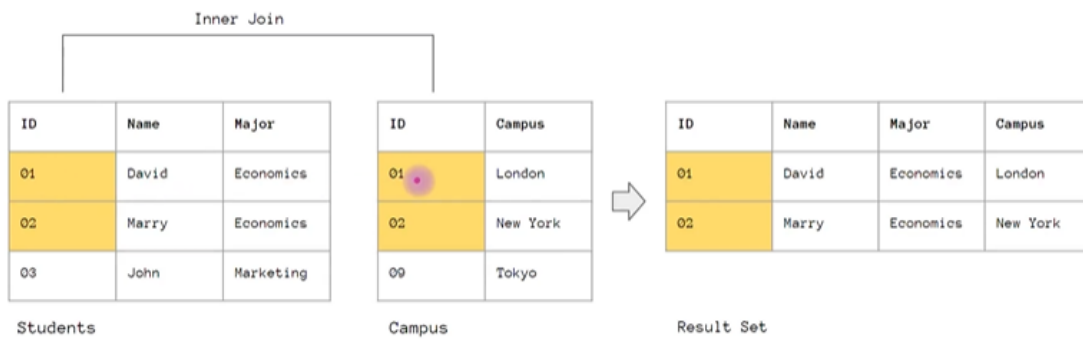 Inner Join
ID Name Major
01 David Economics
02 Marry Economics
03 John Marketing
Students
ID Campus
01 London
02 New York
09 Tokyo
Campus
ID Name Major Campus
01 David Economics London
02 Marry Economics New York
Result Set